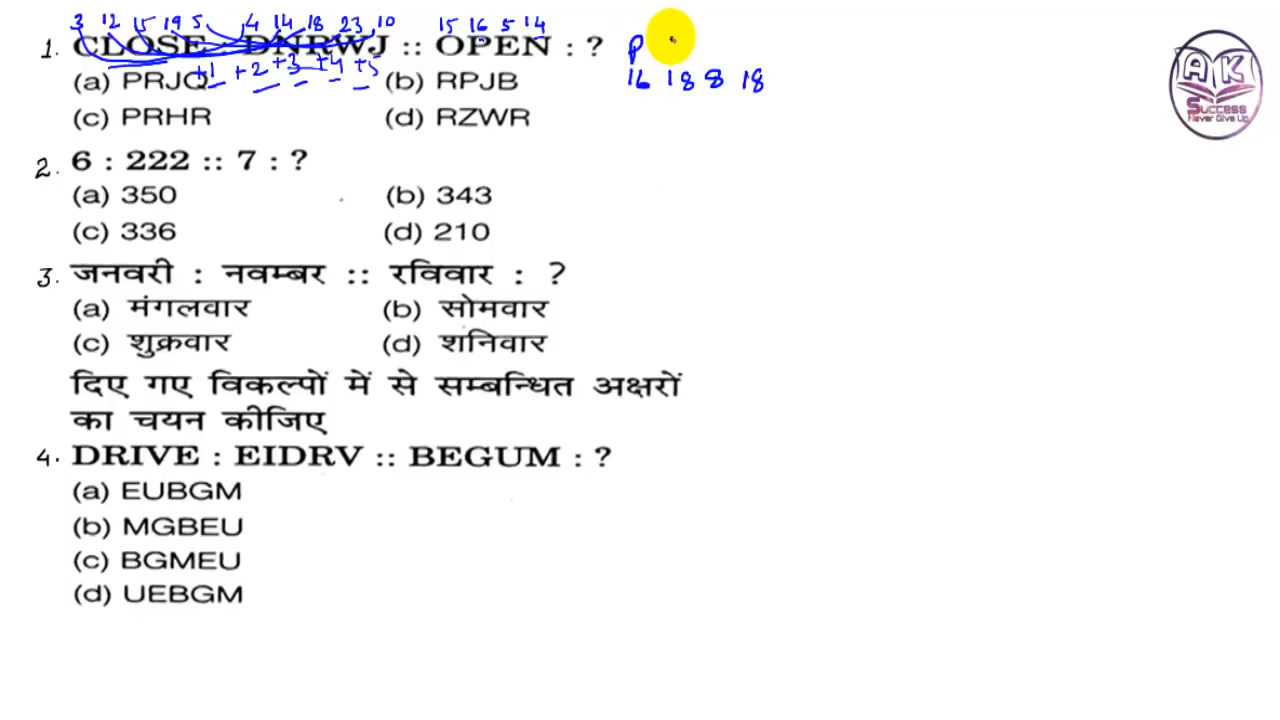 3 12 15 19 5 4 14 18 23 10 15 16 5 14
1. CLOSE : DNRWJ :: OPEN : ? P
+1 +2 +3 +4 +5
(a) PRJQ (b) RPJB 16 18 8 18
(c) PRHR (d) RZWR
2. 6 : 222 :: 7 : ?
(a) 350 (b) 343
(c) 336 (d) 210
3. जनवरी : नवम्बर :: रविवार : ?
(a) मंगलवार (b) सोमवार
(c) शुक्रवार (d) शनिवार
दिए गए विकल्पों में से सम्बन्धित अक्षरों
का चयन कीजिए
4. DRIVE : EIDRV :: BEGUM : ?
(a) EUBGM
(b) MGBEU
(c) BGMEU
(d) UEBGM
AK
Success
Never Give Up